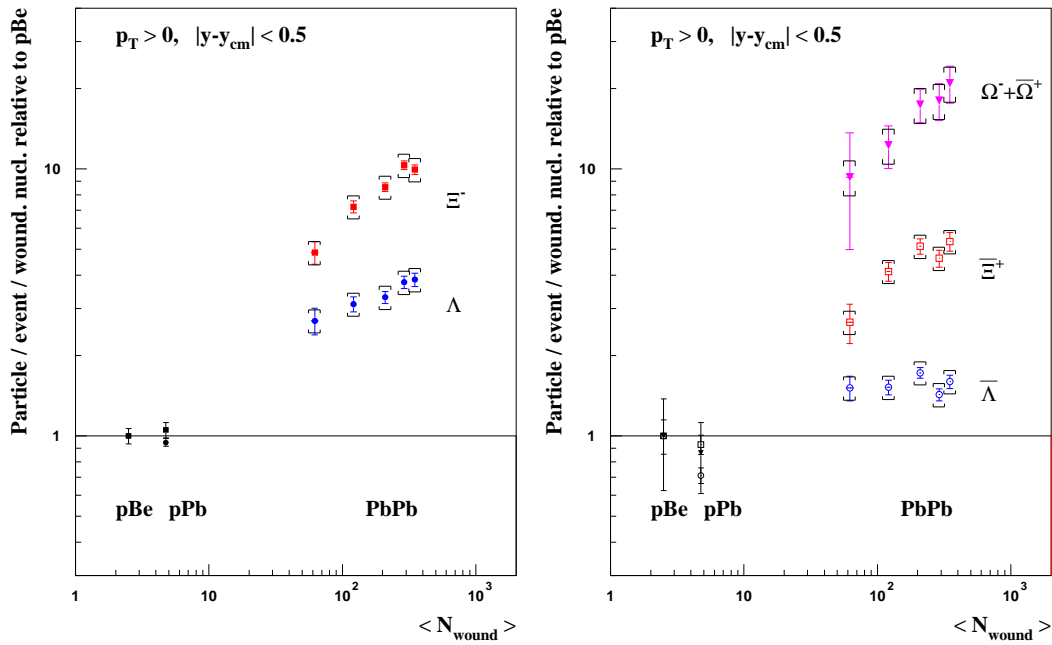 Particle / event / wound. nucl. relative to pBe
p_T > 0, |y-y_cm| < 0.5
10
Ξ⁻
Λ
1
pBe pPb PbPb
1 10 10² 10³
< N_wound >
Particle / event / wound. nucl. relative to pBe
p_T > 0, |y-y_cm| < 0.5
Ω⁻+Ω̅⁺
10
Ξ̅⁺
Λ̅
1
pBe pPb PbPb
1 10 10² 10³
< N_wound >